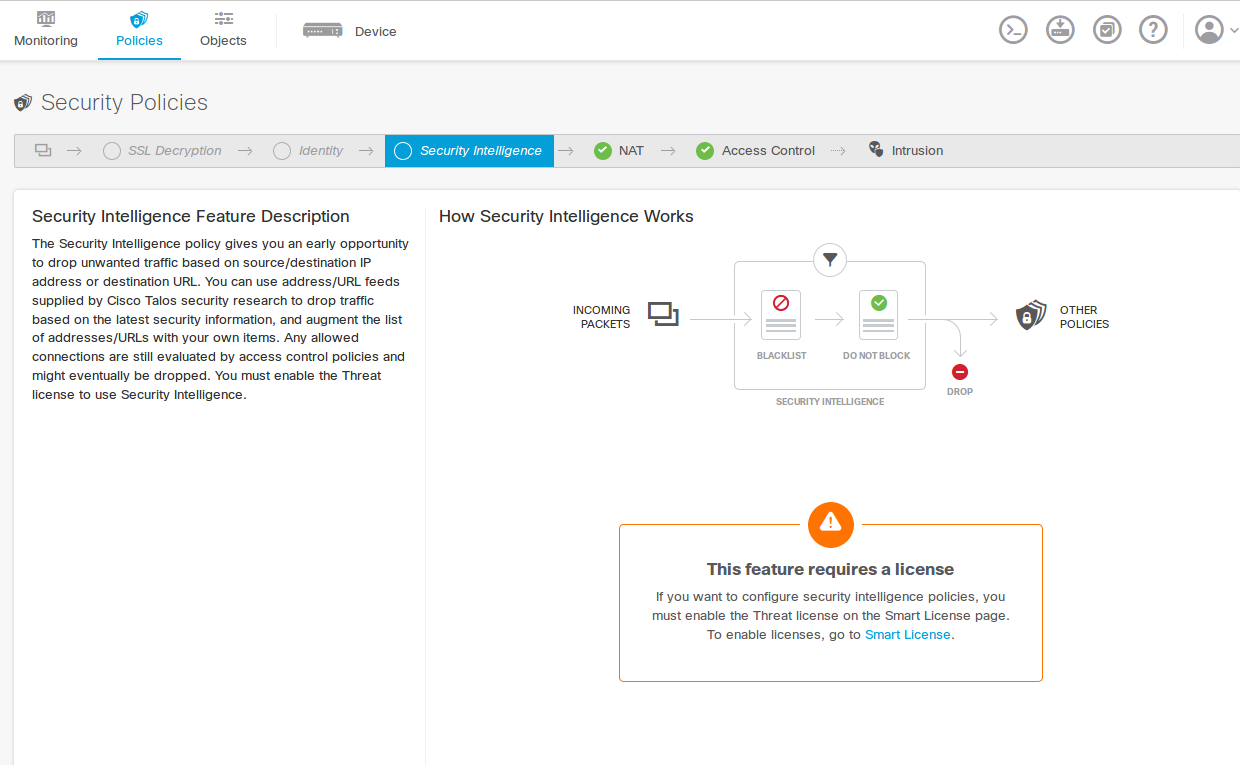 Monitoring
Policies
Objects
Device
Security Policies
SSL Decryption
Identity
Security Intelligence
NAT
Access Control
Intrusion
Security Intelligence Feature Description
The Security Intelligence policy gives you an early opportunity
to drop unwanted traffic based on source/destination IP
address or destination URL. You can use address/URL feeds
supplied by Cisco Talos security research to drop traffic
based on the latest security information, and augment the list
of addresses/URLs with your own items. Any allowed
connections are still evaluated by access control policies and
might eventually be dropped. You must enable the Threat
license to use Security Intelligence.
How Security Intelligence Works
INCOMING
PACKETS
BLACKLIST
DO NOT BLOCK
SECURITY INTELLIGENCE
DROP
OTHER
POLICIES
This feature requires a license
If you want to configure security intelligence policies, you
must enable the Threat license on the Smart License page.
To enable licenses, go to Smart License.